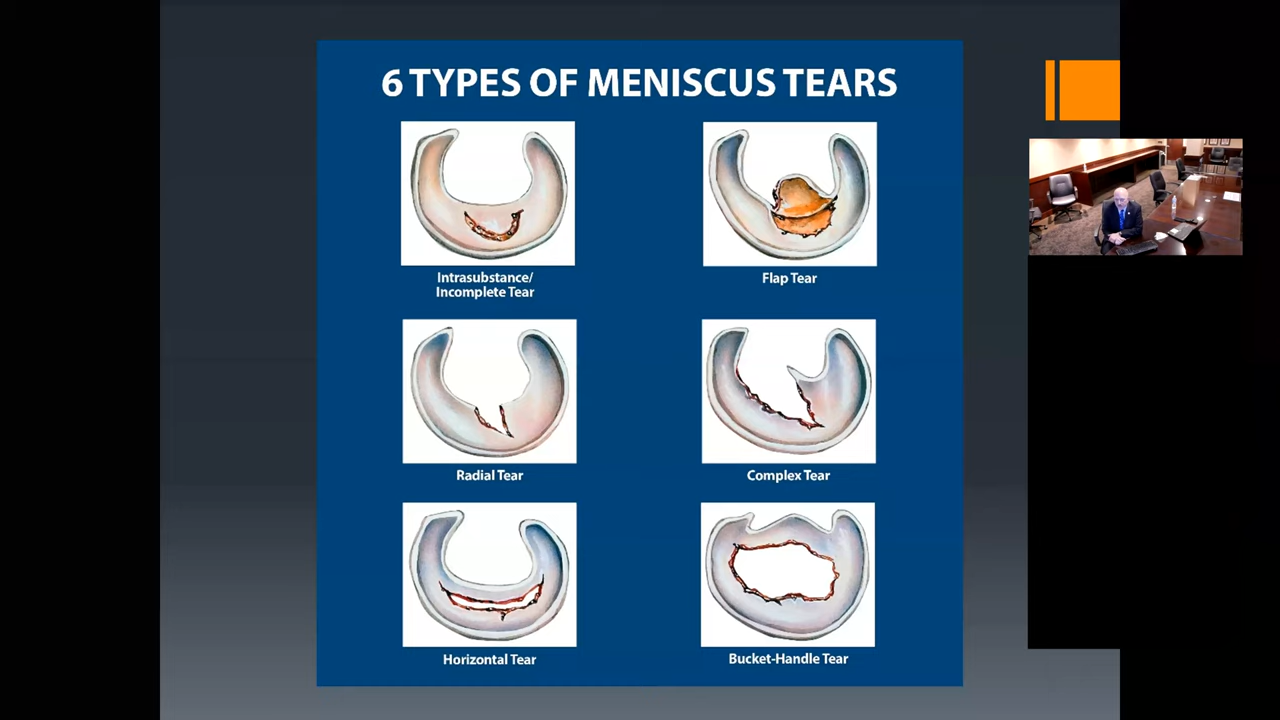 6 TYPES OF MENISCUS TEARS
Intrasubstance/
Incomplete Tear
Flap Tear
Radial Tear
Complex Tear
Horizontal Tear
Bucket-Handle Tear